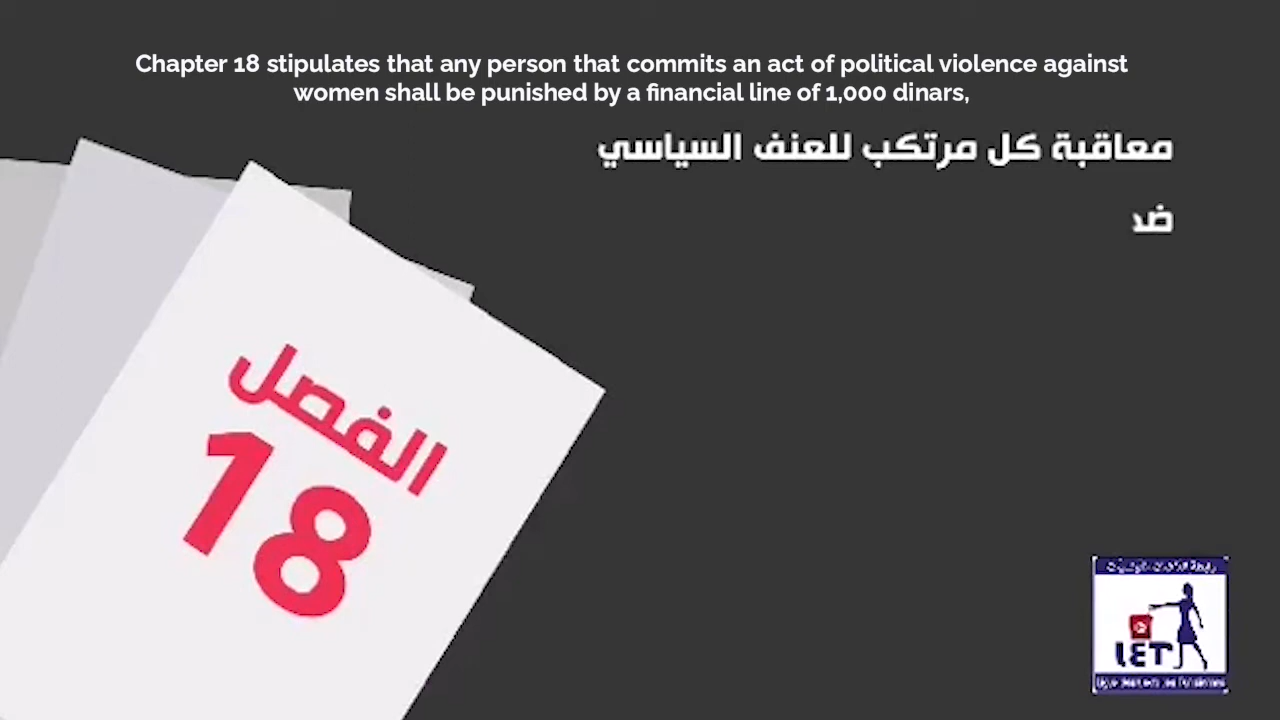 Chapter 18 stipulates that any person that commits an act of political violence against
women shall be punished by a financial line of 1,000 dinars,
معاقبة كل مرتكب للعنف السياسي
ضد
الفصل
18
LET